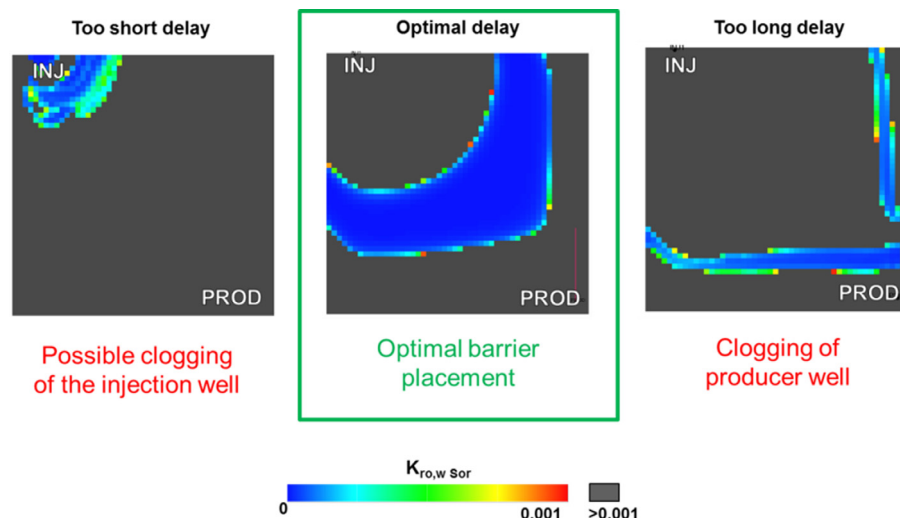 Too short delay
Optimal delay
Too long delay
INJ
INJ
INJ
PROD
PROD
PROD
Possible clogging
of the injection well
Optimal barrier
placement
Clogging of
producer well
Kro,w Sor
0
0.001
>0.001